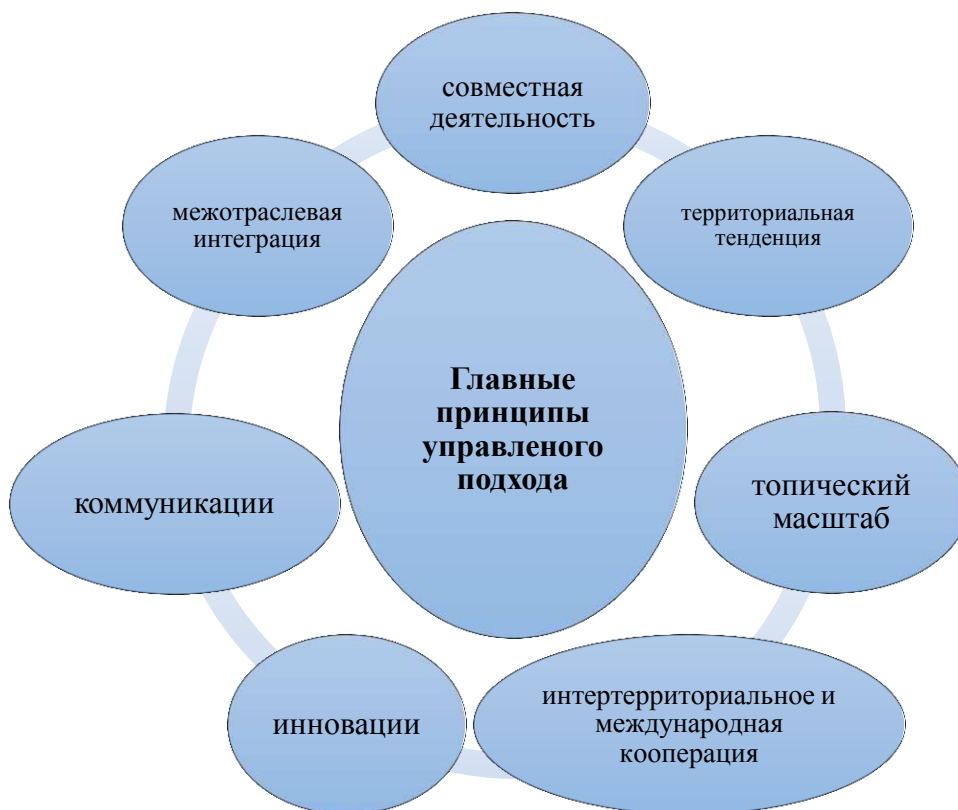 совместная
деятельность
межотраслевая
интеграция
территориальная
тенденция
Главные
принципы
управленого
подхода
коммуникации
топический
масштаб
инновации
интертерриториальное и
международная
кооперация